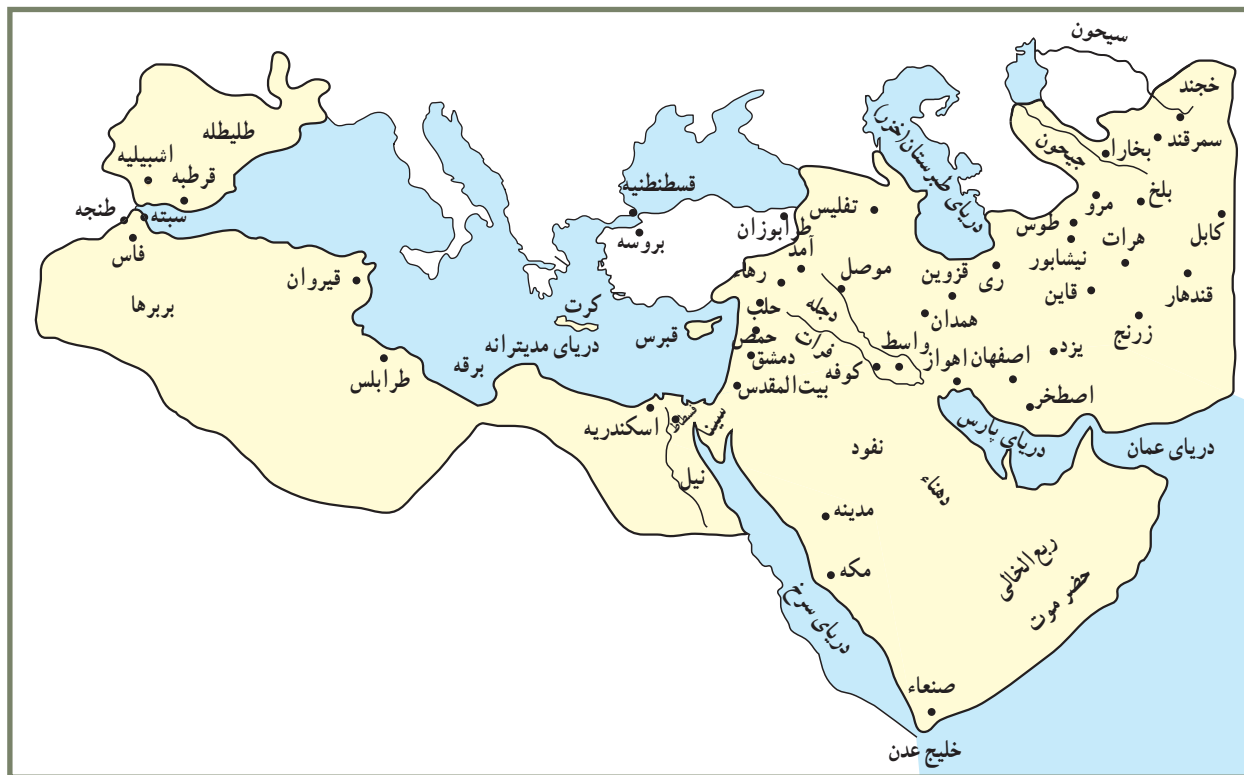 سیحون
خجند
سمرقند
بخارا
جیحون
بلخ
مرو
کابل
طوس
هرات
نیشابور
قندهار
قاین
زرنج
دریای طبرستان (خزر)
تفلیس
طرابوزان
قسطنطنیه
بروسه
آمد
رهاء
موصل
قزوین
ری
همدان
دجله
حلب
حمص
فرات
واسط
دمشق
کوفه
بیت‌المقدس
اهواز
اصفهان
یزد
اصطخر
طلیطله
اشبیلیه
قرطبه
سبته
طنجه
فاس
قیروان
بربرها
کرت
قبرس
دریای مدیترانه
برقه
طرابلس
اسکندریه
فسطاط
سینا
نیل
دریای پارس
دریای عمان
نفود
دهناء
مدینه
مکه
ربع الخالی
حضر موت
دریای سرخ
صنعاء
خلیج عدن